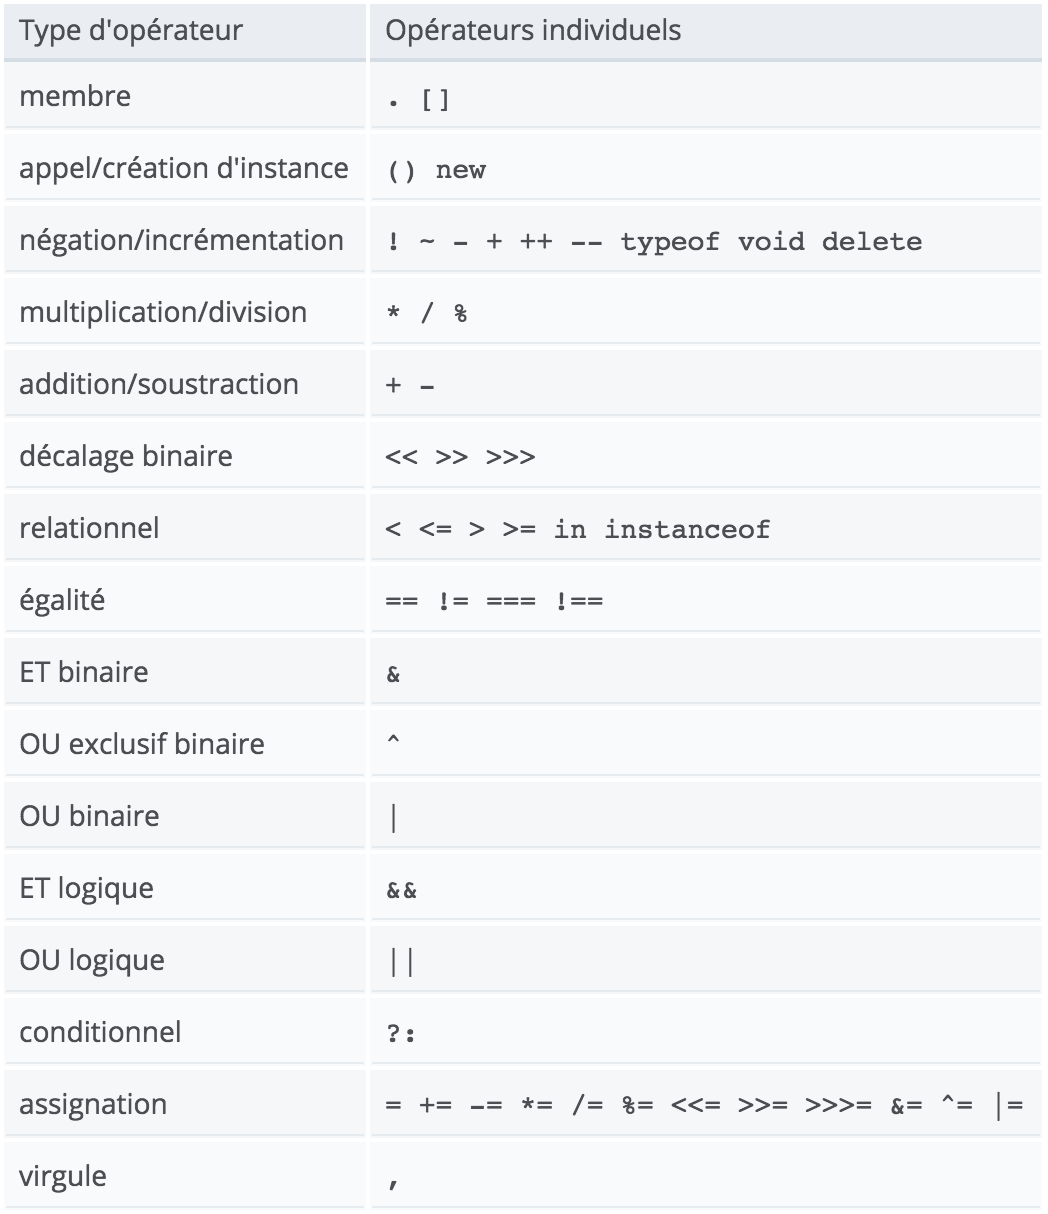 Type d'opérateur Opérateurs individuels
membre . []
appel/création d'instance () new
négation/incrémentation ! ~ - + ++ -- typeof void delete
multiplication/division * / %
addition/soustraction + -
décalage binaire << >> >>>
relationnel < <= > >= in instanceof
égalité == != === !==
ET binaire &
OU exclusif binaire ^
OU binaire |
ET logique &&
OU logique ||
conditionnel ?:
assignation = += -= *= /= %= <<= >>= >>>= &= ^= |=
virgule ,